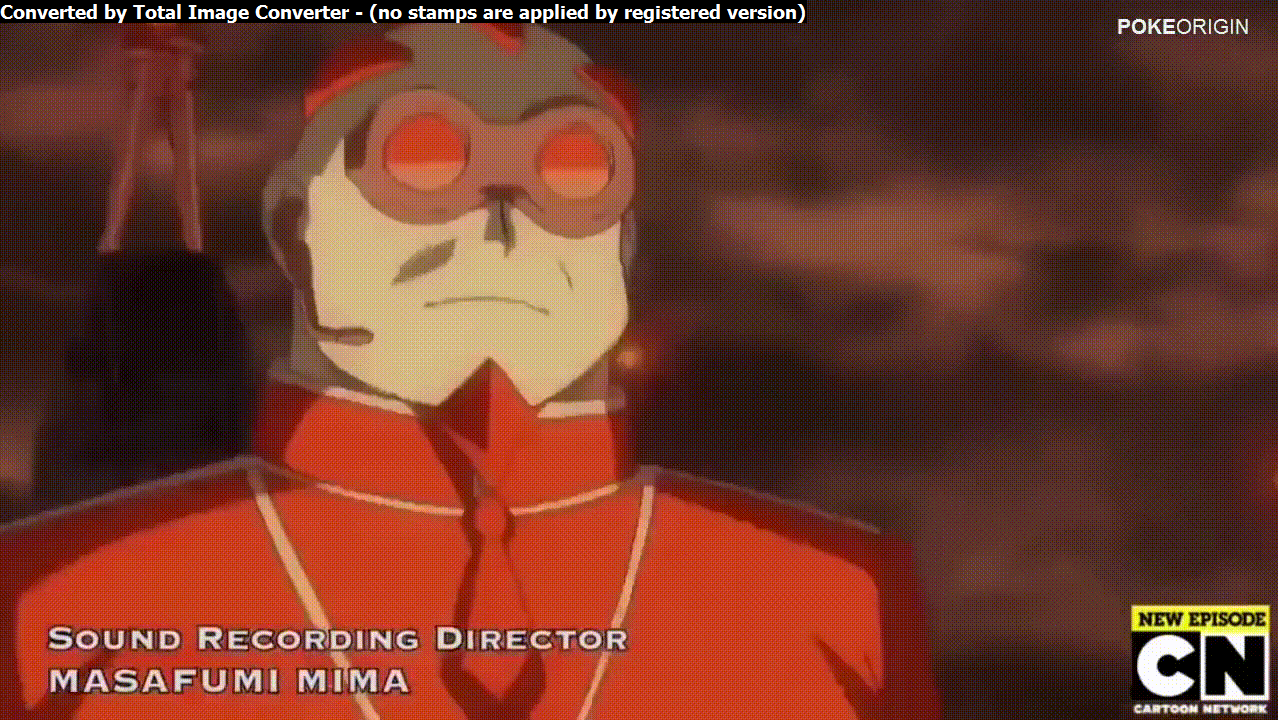 Converted by Total Image Converter - (no stamps are applied by registered version)
POKEORIGIN
SOUND RECORDING DIRECTOR
MASAFUMI MIMA
NEW EPISODE
CN
CARTOON NETWORK